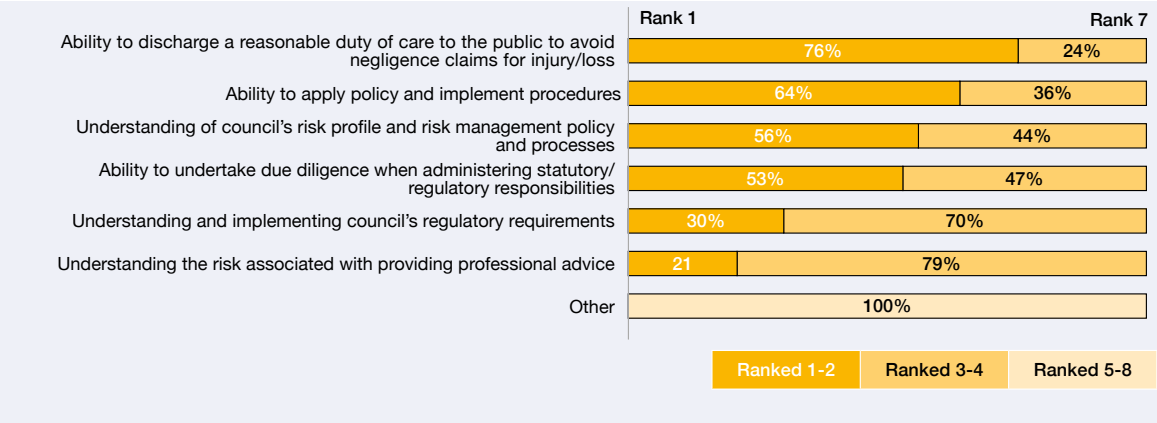 Rank 1 Rank 7
Ability to discharge a reasonable duty of care to the public to avoid
negligence claims for injury/loss
76% 24%
Ability to apply policy and implement procedures
64% 36%
Understanding of council's risk profile and risk management policy
and processes
56% 44%
Ability to undertake due diligence when administering statutory/
regulatory responsibilities
53% 47%
Understanding and implementing council's regulatory requirements
30% 70%
Understanding the risk associated with providing professional advice
21 79%
Other
100%
Ranked 1-2 Ranked 3-4 Ranked 5-8